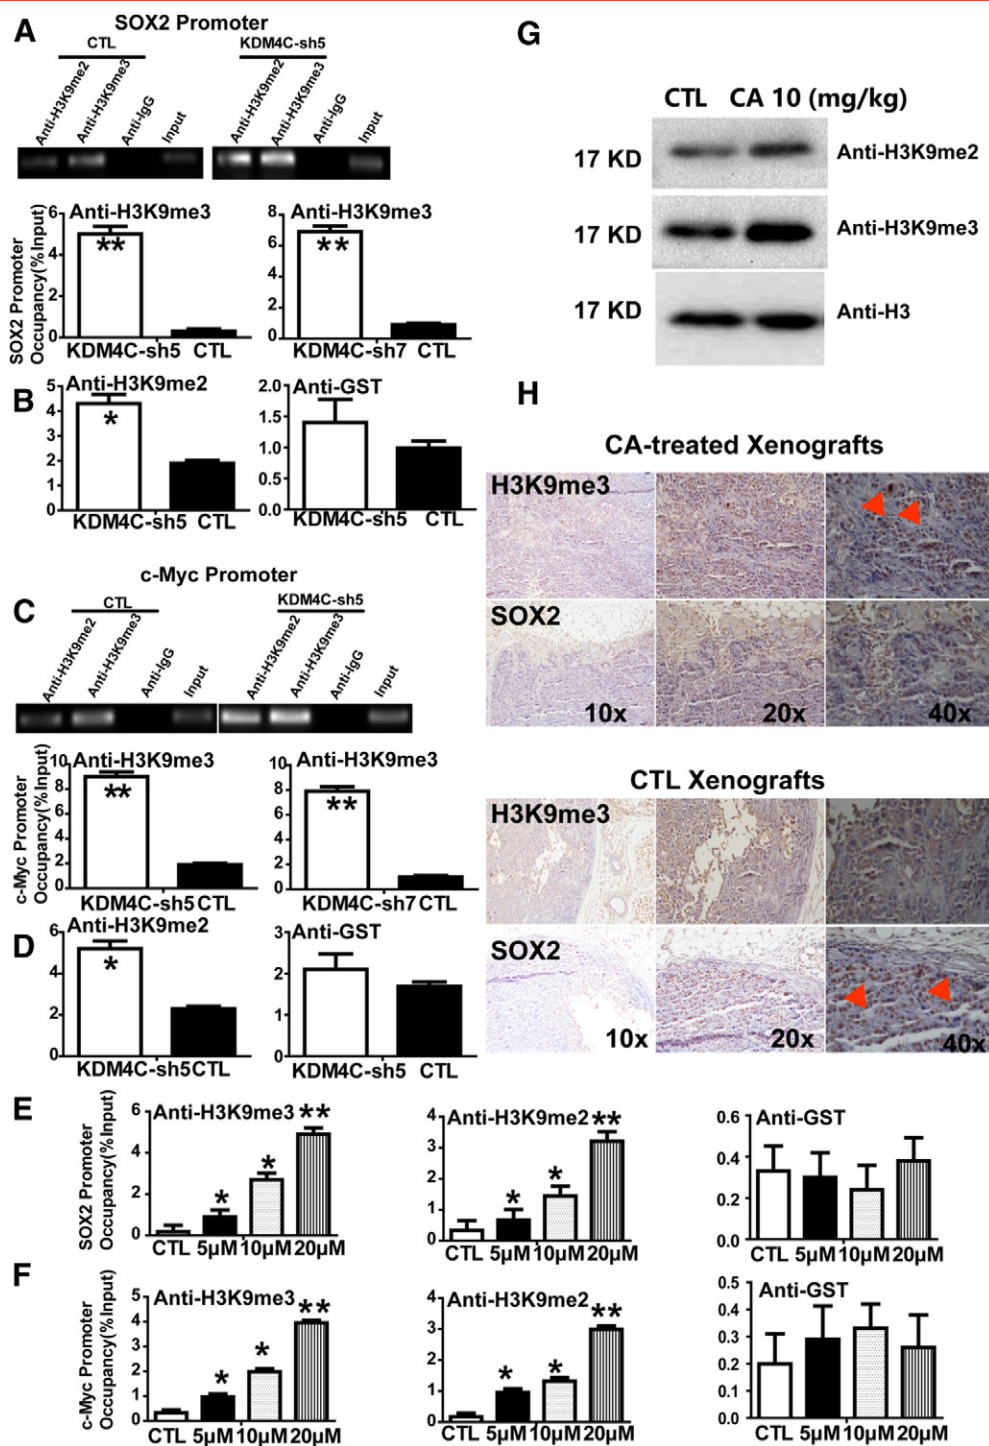 A
SOX2 Promoter
CTL
KDM4C-sh5
Anti-H3K9me2
Anti-H3K9me3
Anti-IgG
Input
Anti-H3K9me2
Anti-H3K9me3
Anti-IgG
Input
SOX2 Promoter
Occupancy(%Input)
Anti-H3K9me3
6
4
2
0
**
KDM4C-sh5 CTL
Anti-H3K9me3
8
6
4
2
0
**
KDM4C-sh7 CTL
B
Anti-H3K9me2
5
4
3
2
1
0
*
KDM4C-sh5 CTL
Anti-GST
2.0
1.5
1.0
0.5
0.0
KDM4C-sh5 CTL
c-Myc Promoter
C
CTL
KDM4C-sh5
Anti-H3K9me2
Anti-H3K9me3
Anti-IgG
Input
Anti-H3K9me2
Anti-H3K9me3
Anti-IgG
Input
c-Myc Promoter
Occupancy(%Input)
Anti-H3K9me3
10
8
6
4
2
0
**
KDM4C-sh5CTL
Anti-H3K9me3
10
8
6
4
2
0
**
KDM4C-sh7CTL
D
Anti-H3K9me2
6
4
2
0
*
KDM4C-sh5CTL
Anti-GST
3
2
1
0
KDM4C-sh5 CTL
E
SOX2 Promoter
Occupancy(%Input)
Anti-H3K9me3
6
4
2
0
*
*
**
CTL 5µM 10µM 20µM
Anti-H3K9me2
4
3
2
1
0
*
*
**
CTL 5µM 10µM 20µM
Anti-GST
0.6
0.4
0.2
0.0
CTL 5µM 10µM 20µM
F
c-Myc Promoter
Occupancy(%Input)
Anti-H3K9me3
5
4
3
2
1
0
*
*
**
CTL 5µM 10µM 20µM
Anti-H3K9me2
4
3
2
1
0
*
*
**
CTL 5µM 10µM 20µM
Anti-GST
0.5
0.4
0.3
0.2
0.1
0.0
CTL 5µM 10µM 20µM
G
CTL CA 10 (mg/kg)
17 KD
Anti-H3K9me2
17 KD
Anti-H3K9me3
17 KD
Anti-H3
H
CA-treated Xenografts
H3K9me3
SOX2
10x
20x
40x
CTL Xenografts
H3K9me3
SOX2
10x
20x
40x